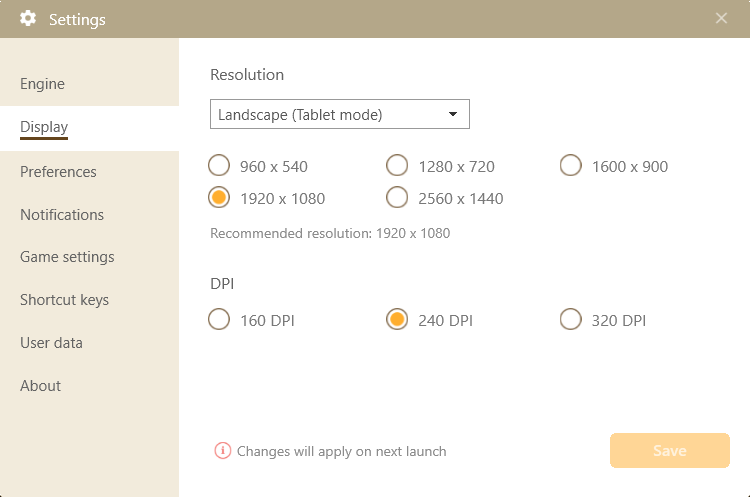 Settings
Engine
Display
Preferences
Notifications
Game settings
Shortcut keys
User data
About
Resolution
Landscape (Tablet mode)
960 x 540
1280 x 720
1600 x 900
1920 x 1080
2560 x 1440
Recommended resolution: 1920 x 1080
DPI
160 DPI
240 DPI
320 DPI
Changes will apply on next launch
Save